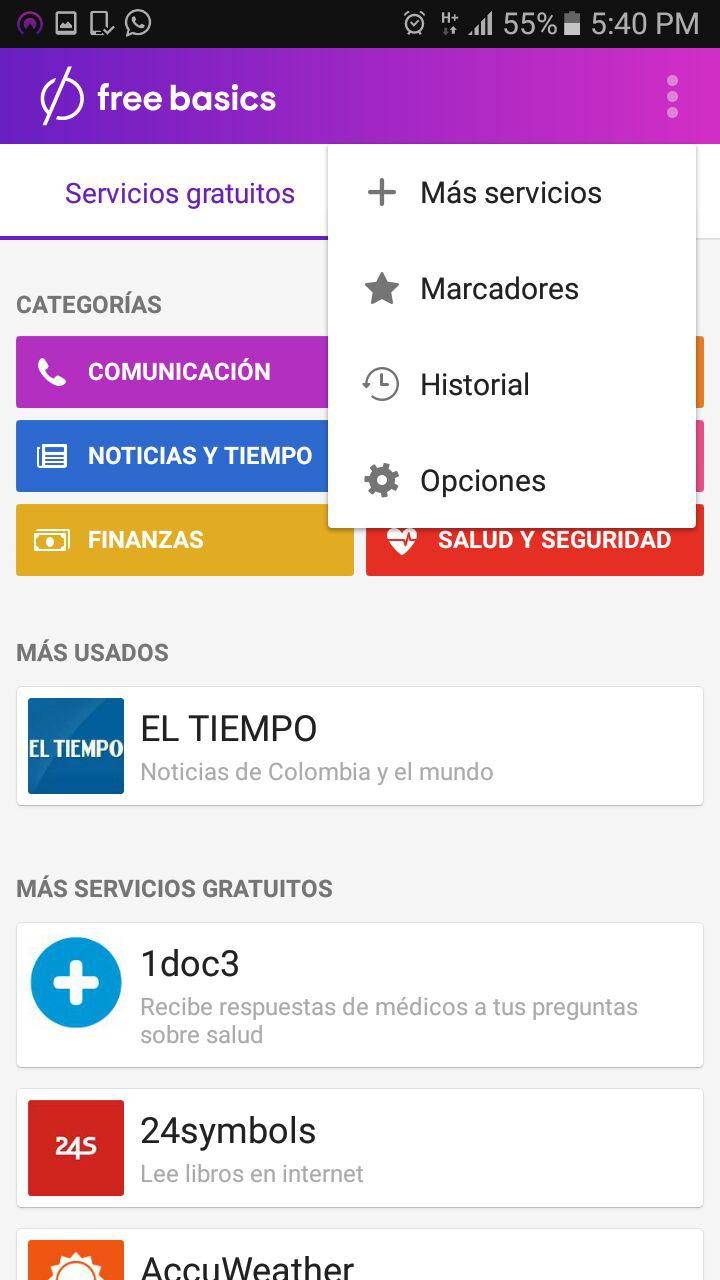 H+ 55% 5:40 PM
free basics
Servicios gratuitos
Más servicios
Marcadores
Historial
Opciones
CATEGORÍAS
COMUNICACIÓN
NOTICIAS Y TIEMPO
FINANZAS
SALUD Y SEGURIDAD
MÁS USADOS
EL TIEMPO
EL TIEMPO
Noticias de Colombia y el mundo
MÁS SERVICIOS GRATUITOS
1doc3
Recibe respuestas de médicos a tus preguntas
sobre salud
24S
24symbols
Lee libros en internet
AccuWeather